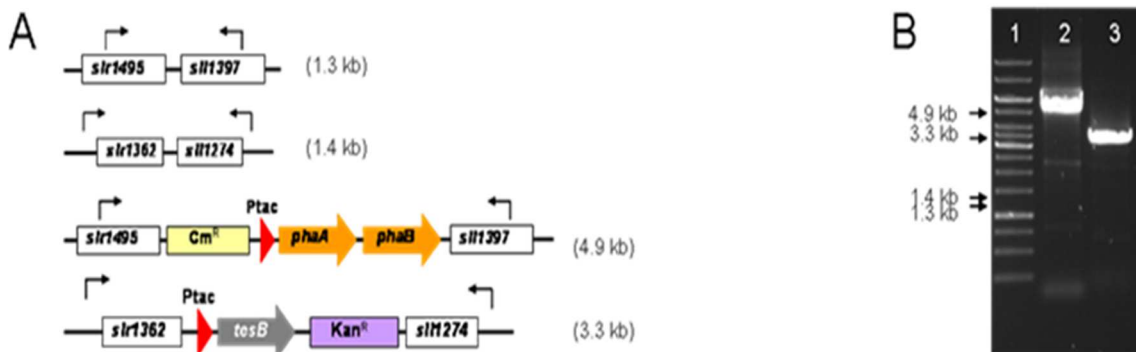 A
slr1495 sll1397 (1.3 kb)
slr1362 sll1274 (1.4 kb)
Ptac
slr1495 CmR phaA phaB sll1397 (4.9 kb)
Ptac
slr1362 tesB KanR sll1274 (3.3 kb)
B
1 2 3
4.9 kb
3.3 kb
1.4 kb
1.3 kb